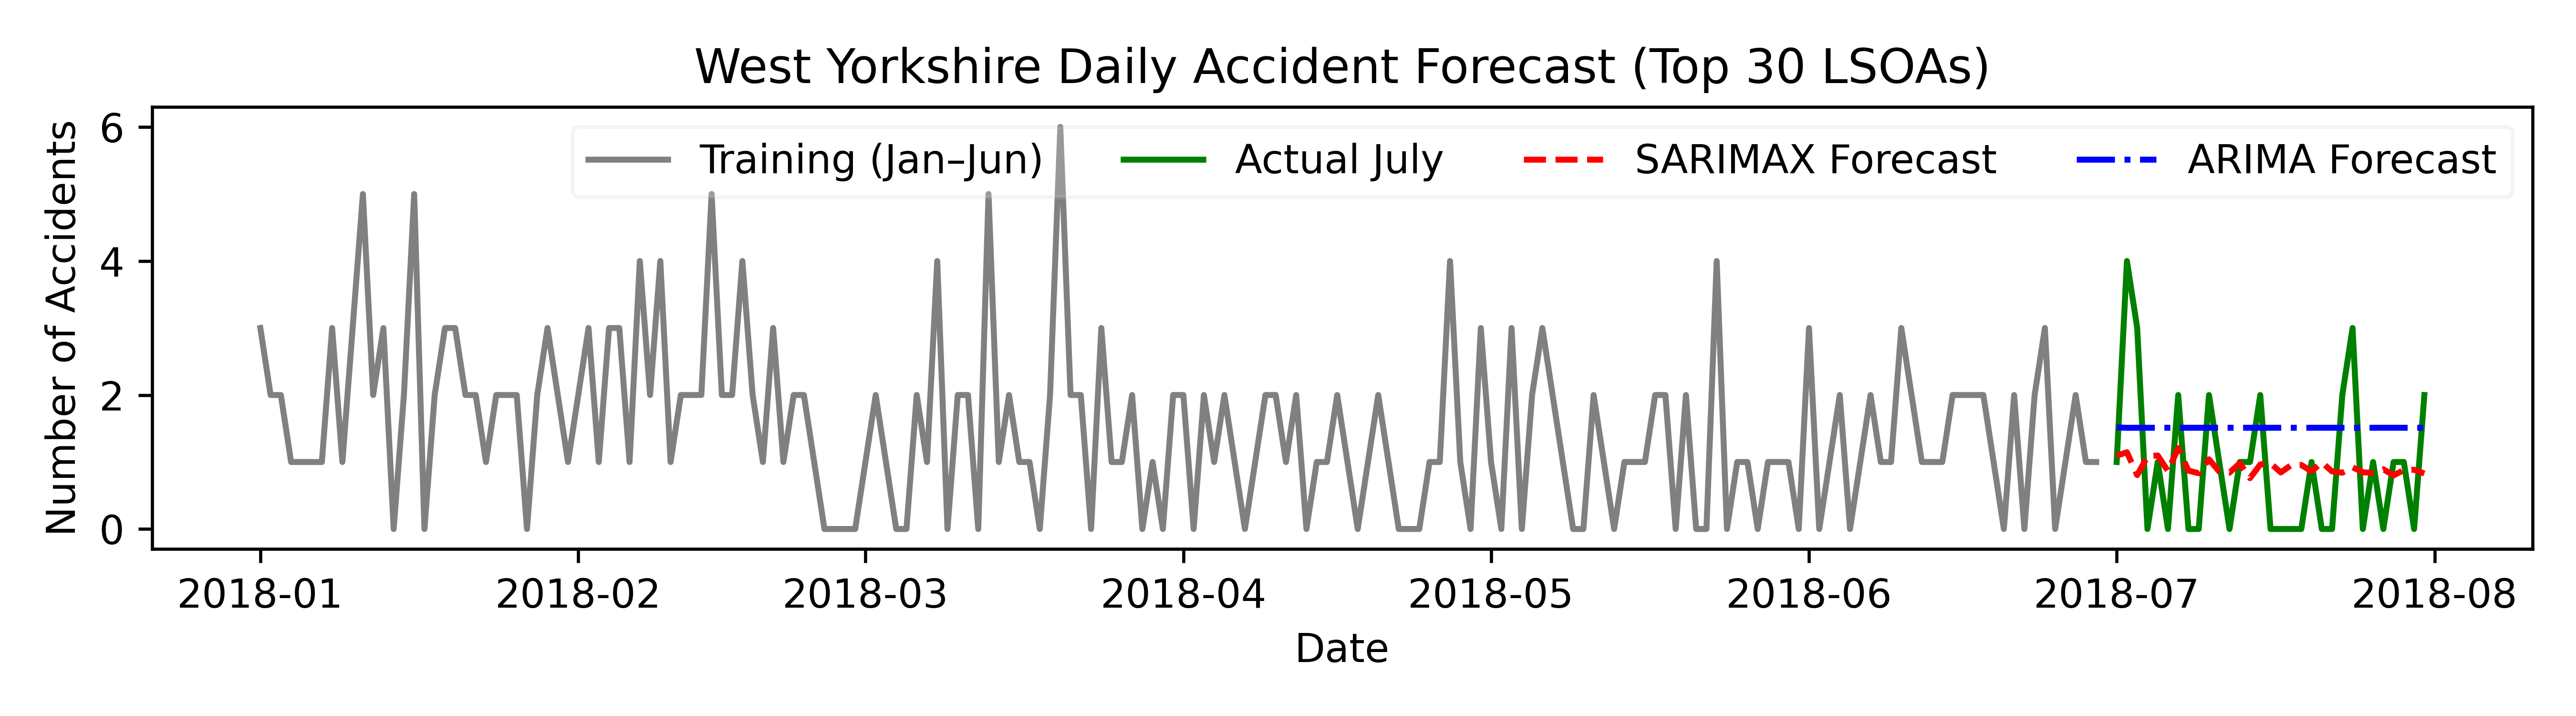 West Yorkshire Daily Accident Forecast (Top 30 LSOAs)
Number of Accidents
6
4
2
0
Training (Jan–Jun) Actual July SARIMAX Forecast ARIMA Forecast
2018-01 2018-02 2018-03 2018-04 2018-05 2018-06 2018-07 2018-08
Date